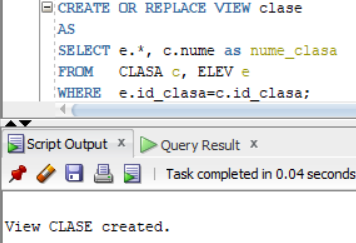 CREATE OR REPLACE VIEW clase
AS
SELECT e.*, c.nume as nume_clasa
FROM CLASA c, ELEV e
WHERE e.id_clasa=c.id_clasa;
Script Output x Query Result x
Task completed in 0.04 seconds
View CLASE created.